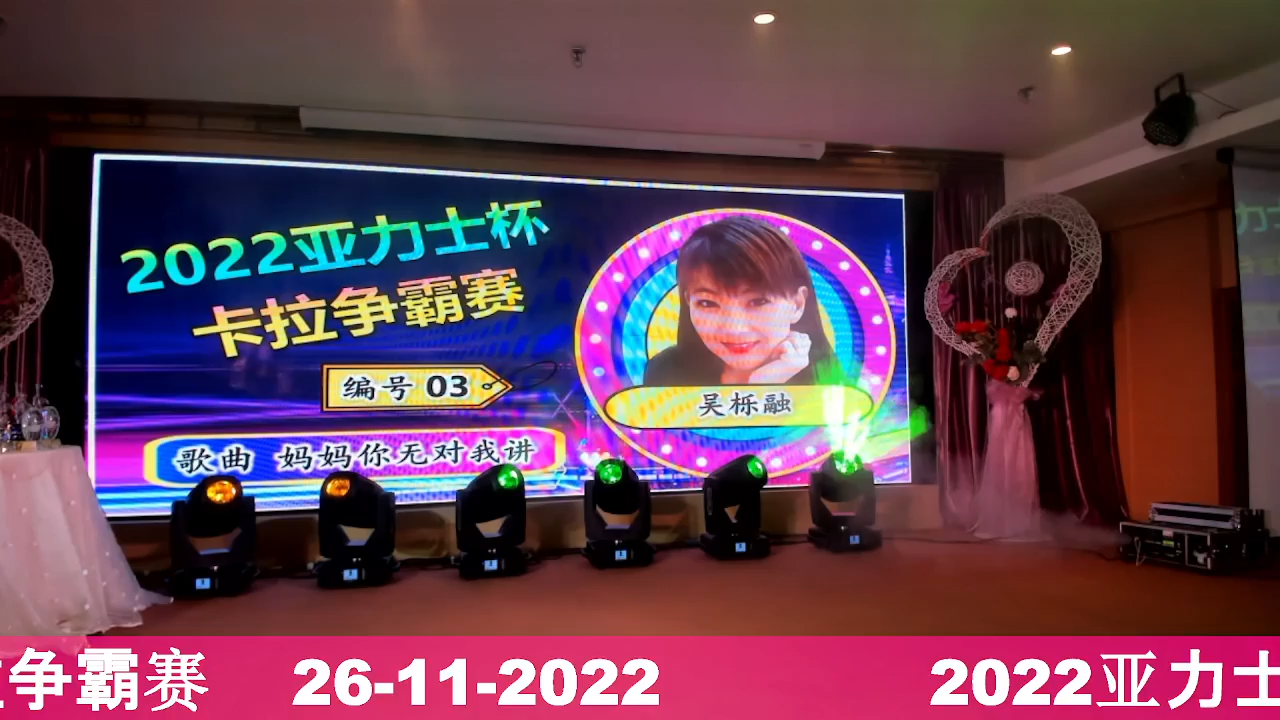 2022亚力士杯
卡拉争霸赛
编号 03
吴栎融
歌曲 妈妈你无对我讲
争霸赛 26-11-2022 2022亚力士